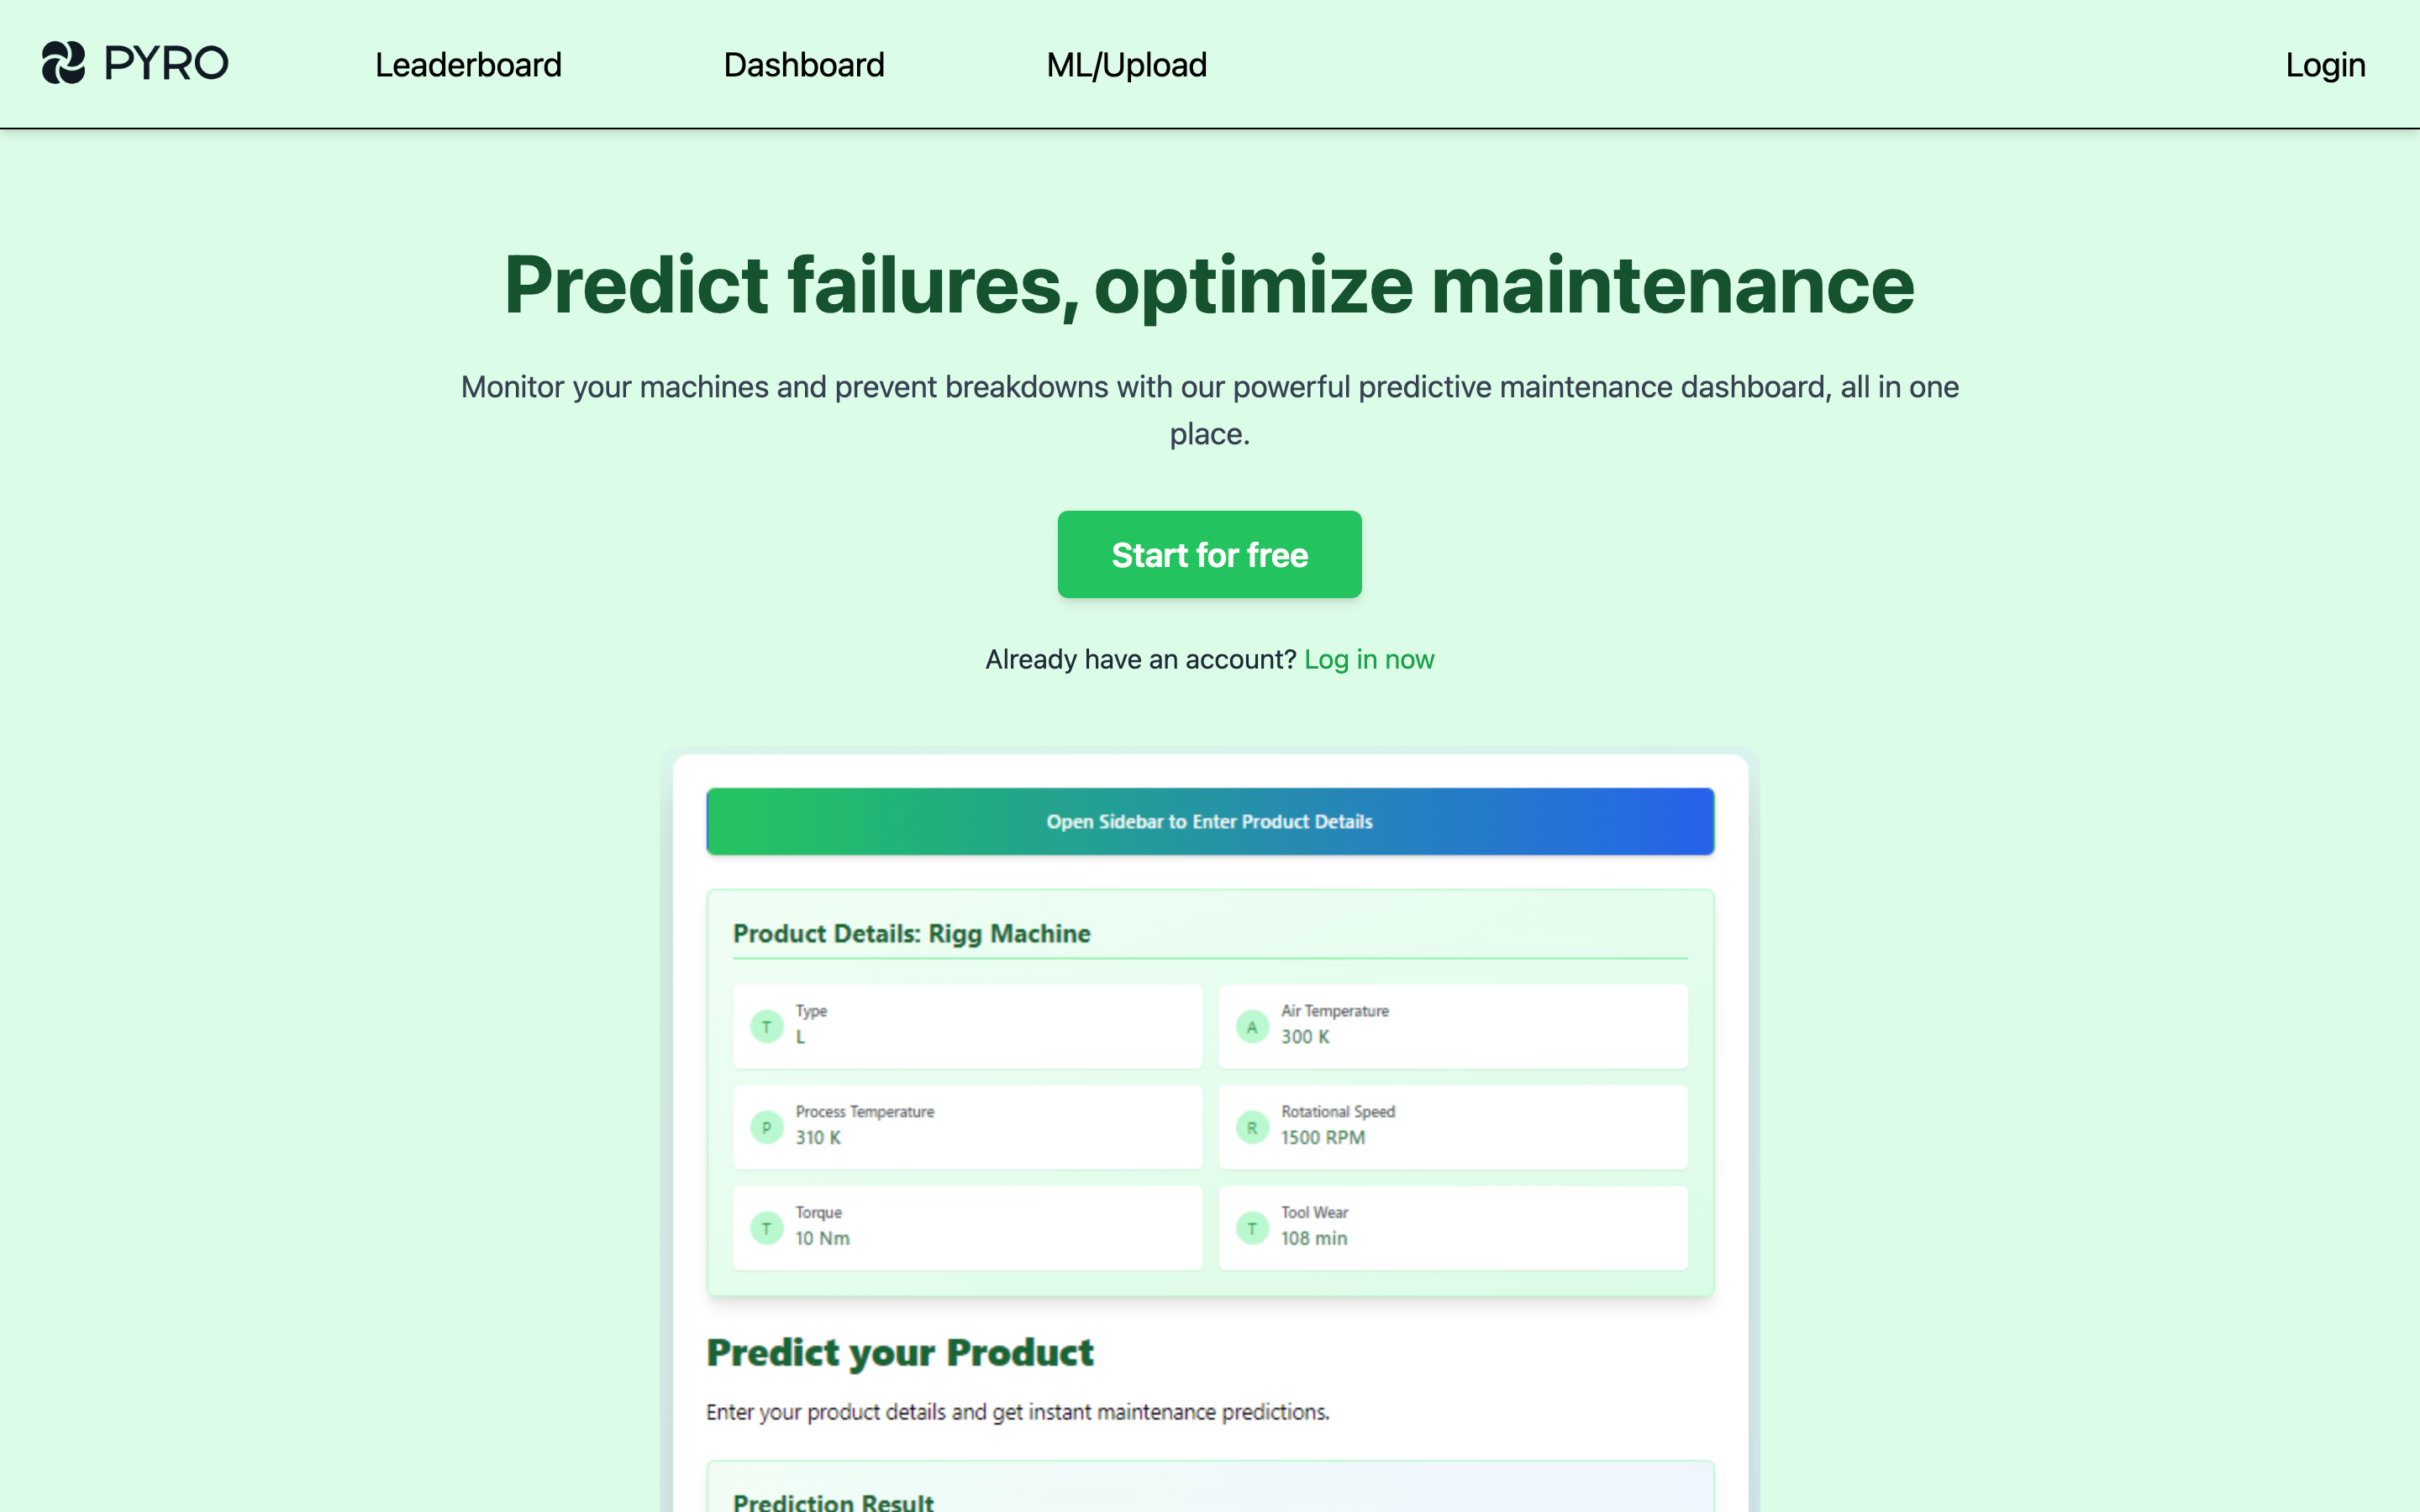 PYRO
Leaderboard
Dashboard
ML/Upload
Login
Predict failures, optimize maintenance
Monitor your machines and prevent breakdowns with our powerful predictive maintenance dashboard, all in one
place.
Start for free
Already have an account? Log in now
Open Sidebar to Enter Product Details
Product Details: Rigg Machine
T
Type
L
A
Air Temperature
300 K
P
Process Temperature
310 K
R
Rotational Speed
1500 RPM
T
Torque
10 Nm
T
Tool Wear
108 min
Predict your Product
Enter your product details and get instant maintenance predictions.
Prediction Result